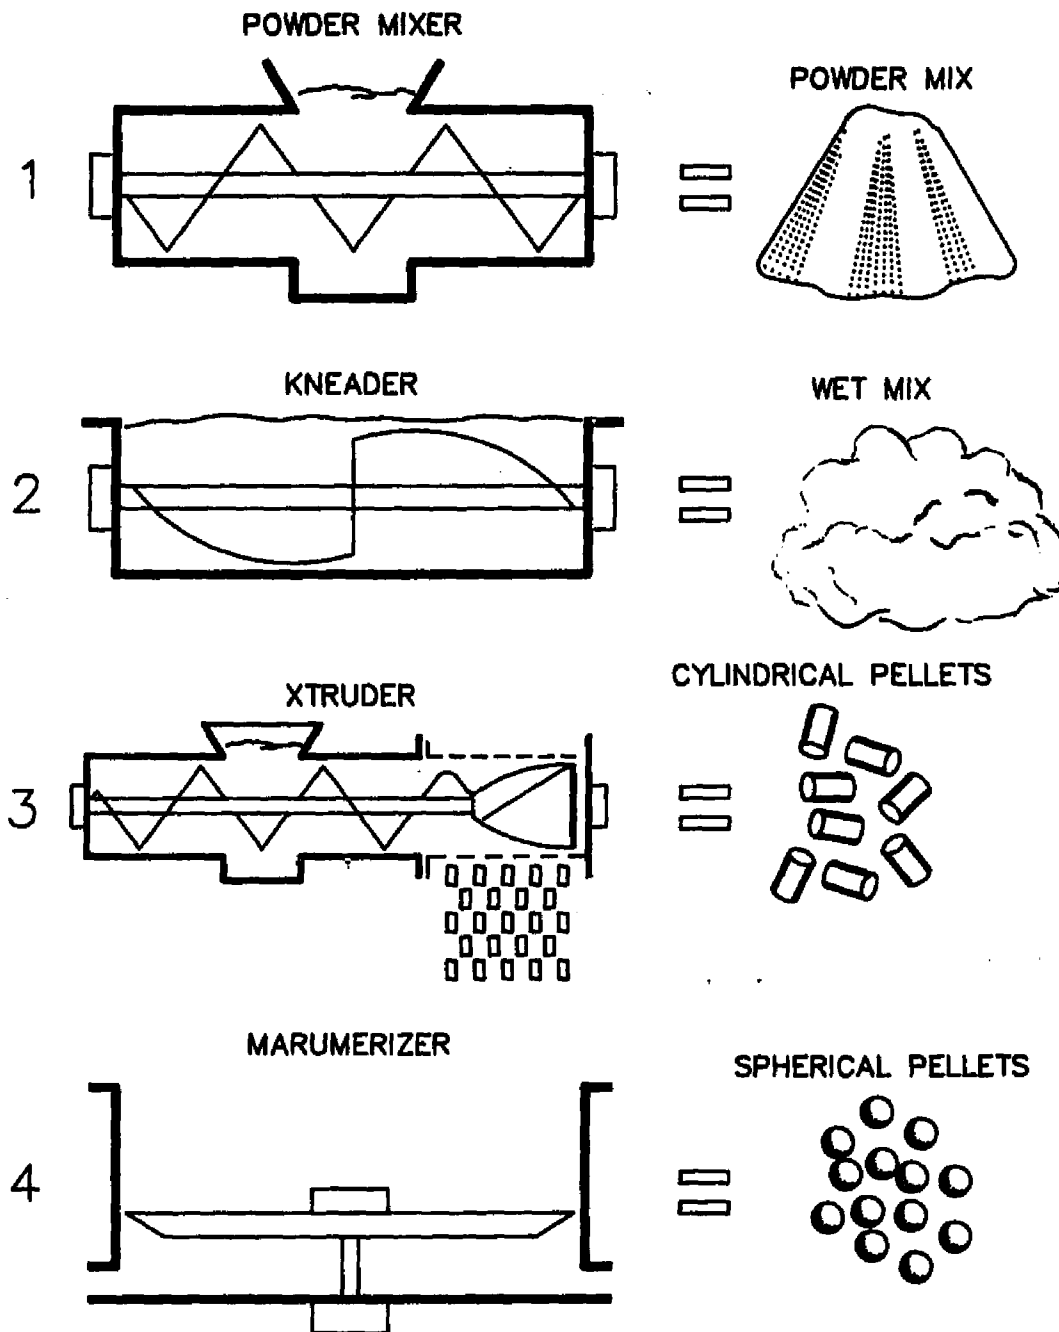 POWDER MIXER
POWDER MIX
1
KNEADER
WET MIX
2
XTRUDER
CYLINDRICAL PELLETS
3
MARUMERIZER
SPHERICAL PELLETS
4